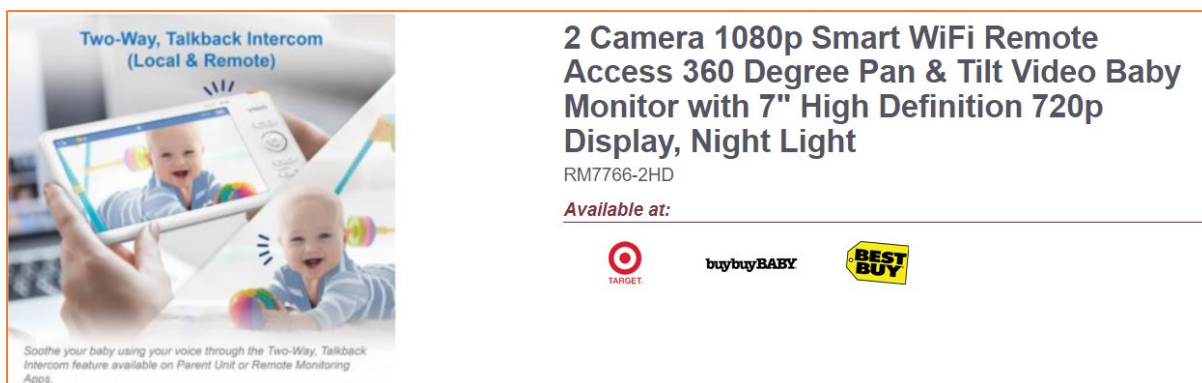 Two-Way, Talkback Intercom
(Local & Remote)
Soothe your baby using your voice through the Two-Way, Talkback
Intercom feature available on Parent Unit or Remote Monitoring
Apps.
2 Camera 1080p Smart WiFi Remote
Access 360 Degree Pan & Tilt Video Baby
Monitor with 7" High Definition 720p
Display, Night Light
RM7766-2HD
Available at:
TARGET.
buybuyBABY.
BEST
BUY